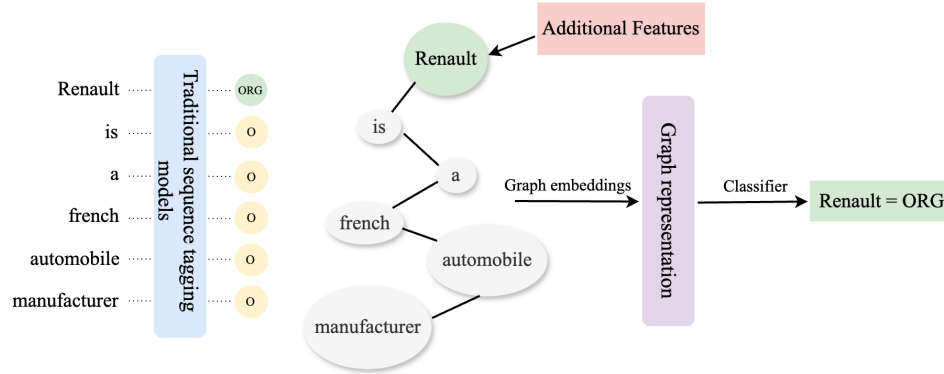 Renault
is
a
french
automobile
manufacturer
Traditional sequence tagging
models
ORG
O
O
O
O
O
Additional Features
Renault
is
a
french
automobile
manufacturer
Graph embeddings
Graph representation
Classifier
Renault = ORG